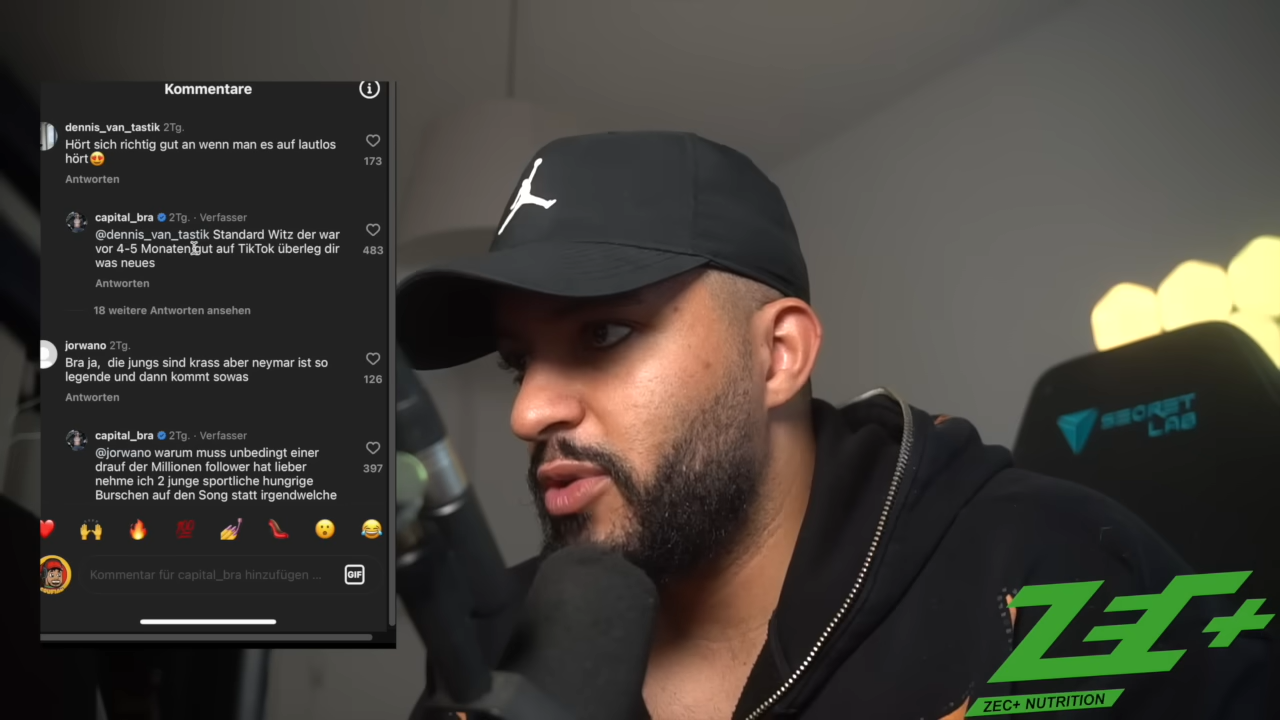 Kommentare
dennis_van_tastik 2Tg.
Hört sich richtig gut an wenn man es auf lautlos
hört😍
173
Antworten
capital_bra 2Tg. · Verfasser
@dennis_van_tastik Standard Witz der war
vor 4-5 Monaten gut auf TikTok überleg dir
was neues
483
Antworten
18 weitere Antworten ansehen
jorwano 2Tg.
Bra ja, die jungs sind krass aber neymar ist so
legende und dann kommt sowas
126
Antworten
capital_bra 2Tg. · Verfasser
@jorwano warum muss unbedingt einer
drauf der Millionen follower hat lieber
nehme ich 2 junge sportliche hungrige
Burschen auf den Song statt irgendwelche
397
Kommentar für capital_bra hinzufügen ...
GIF
SECRET
LAB
ZEC+
ZEC+ NUTRITION